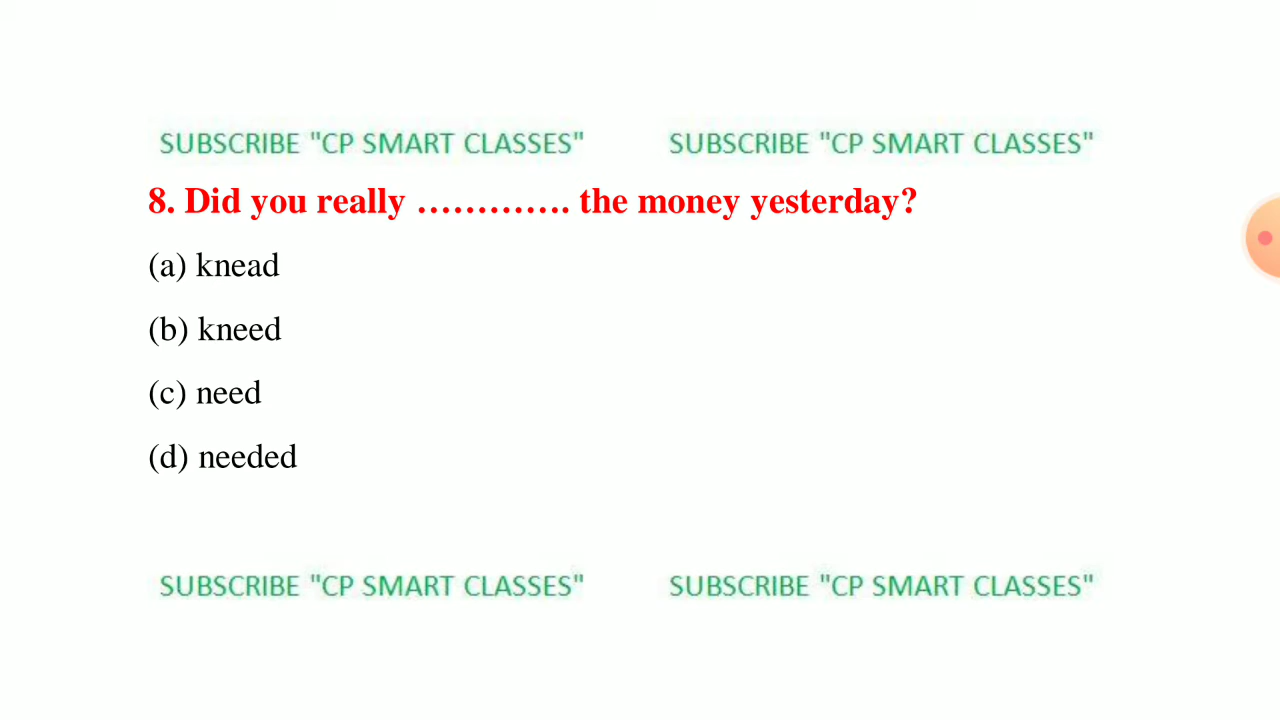 SUBSCRIBE "CP SMART CLASSES" SUBSCRIBE "CP SMART CLASSES"
8. Did you really …………. the money yesterday?
(a) knead
(b) kneed
(c) need
(d) needed
SUBSCRIBE "CP SMART CLASSES" SUBSCRIBE "CP SMART CLASSES"